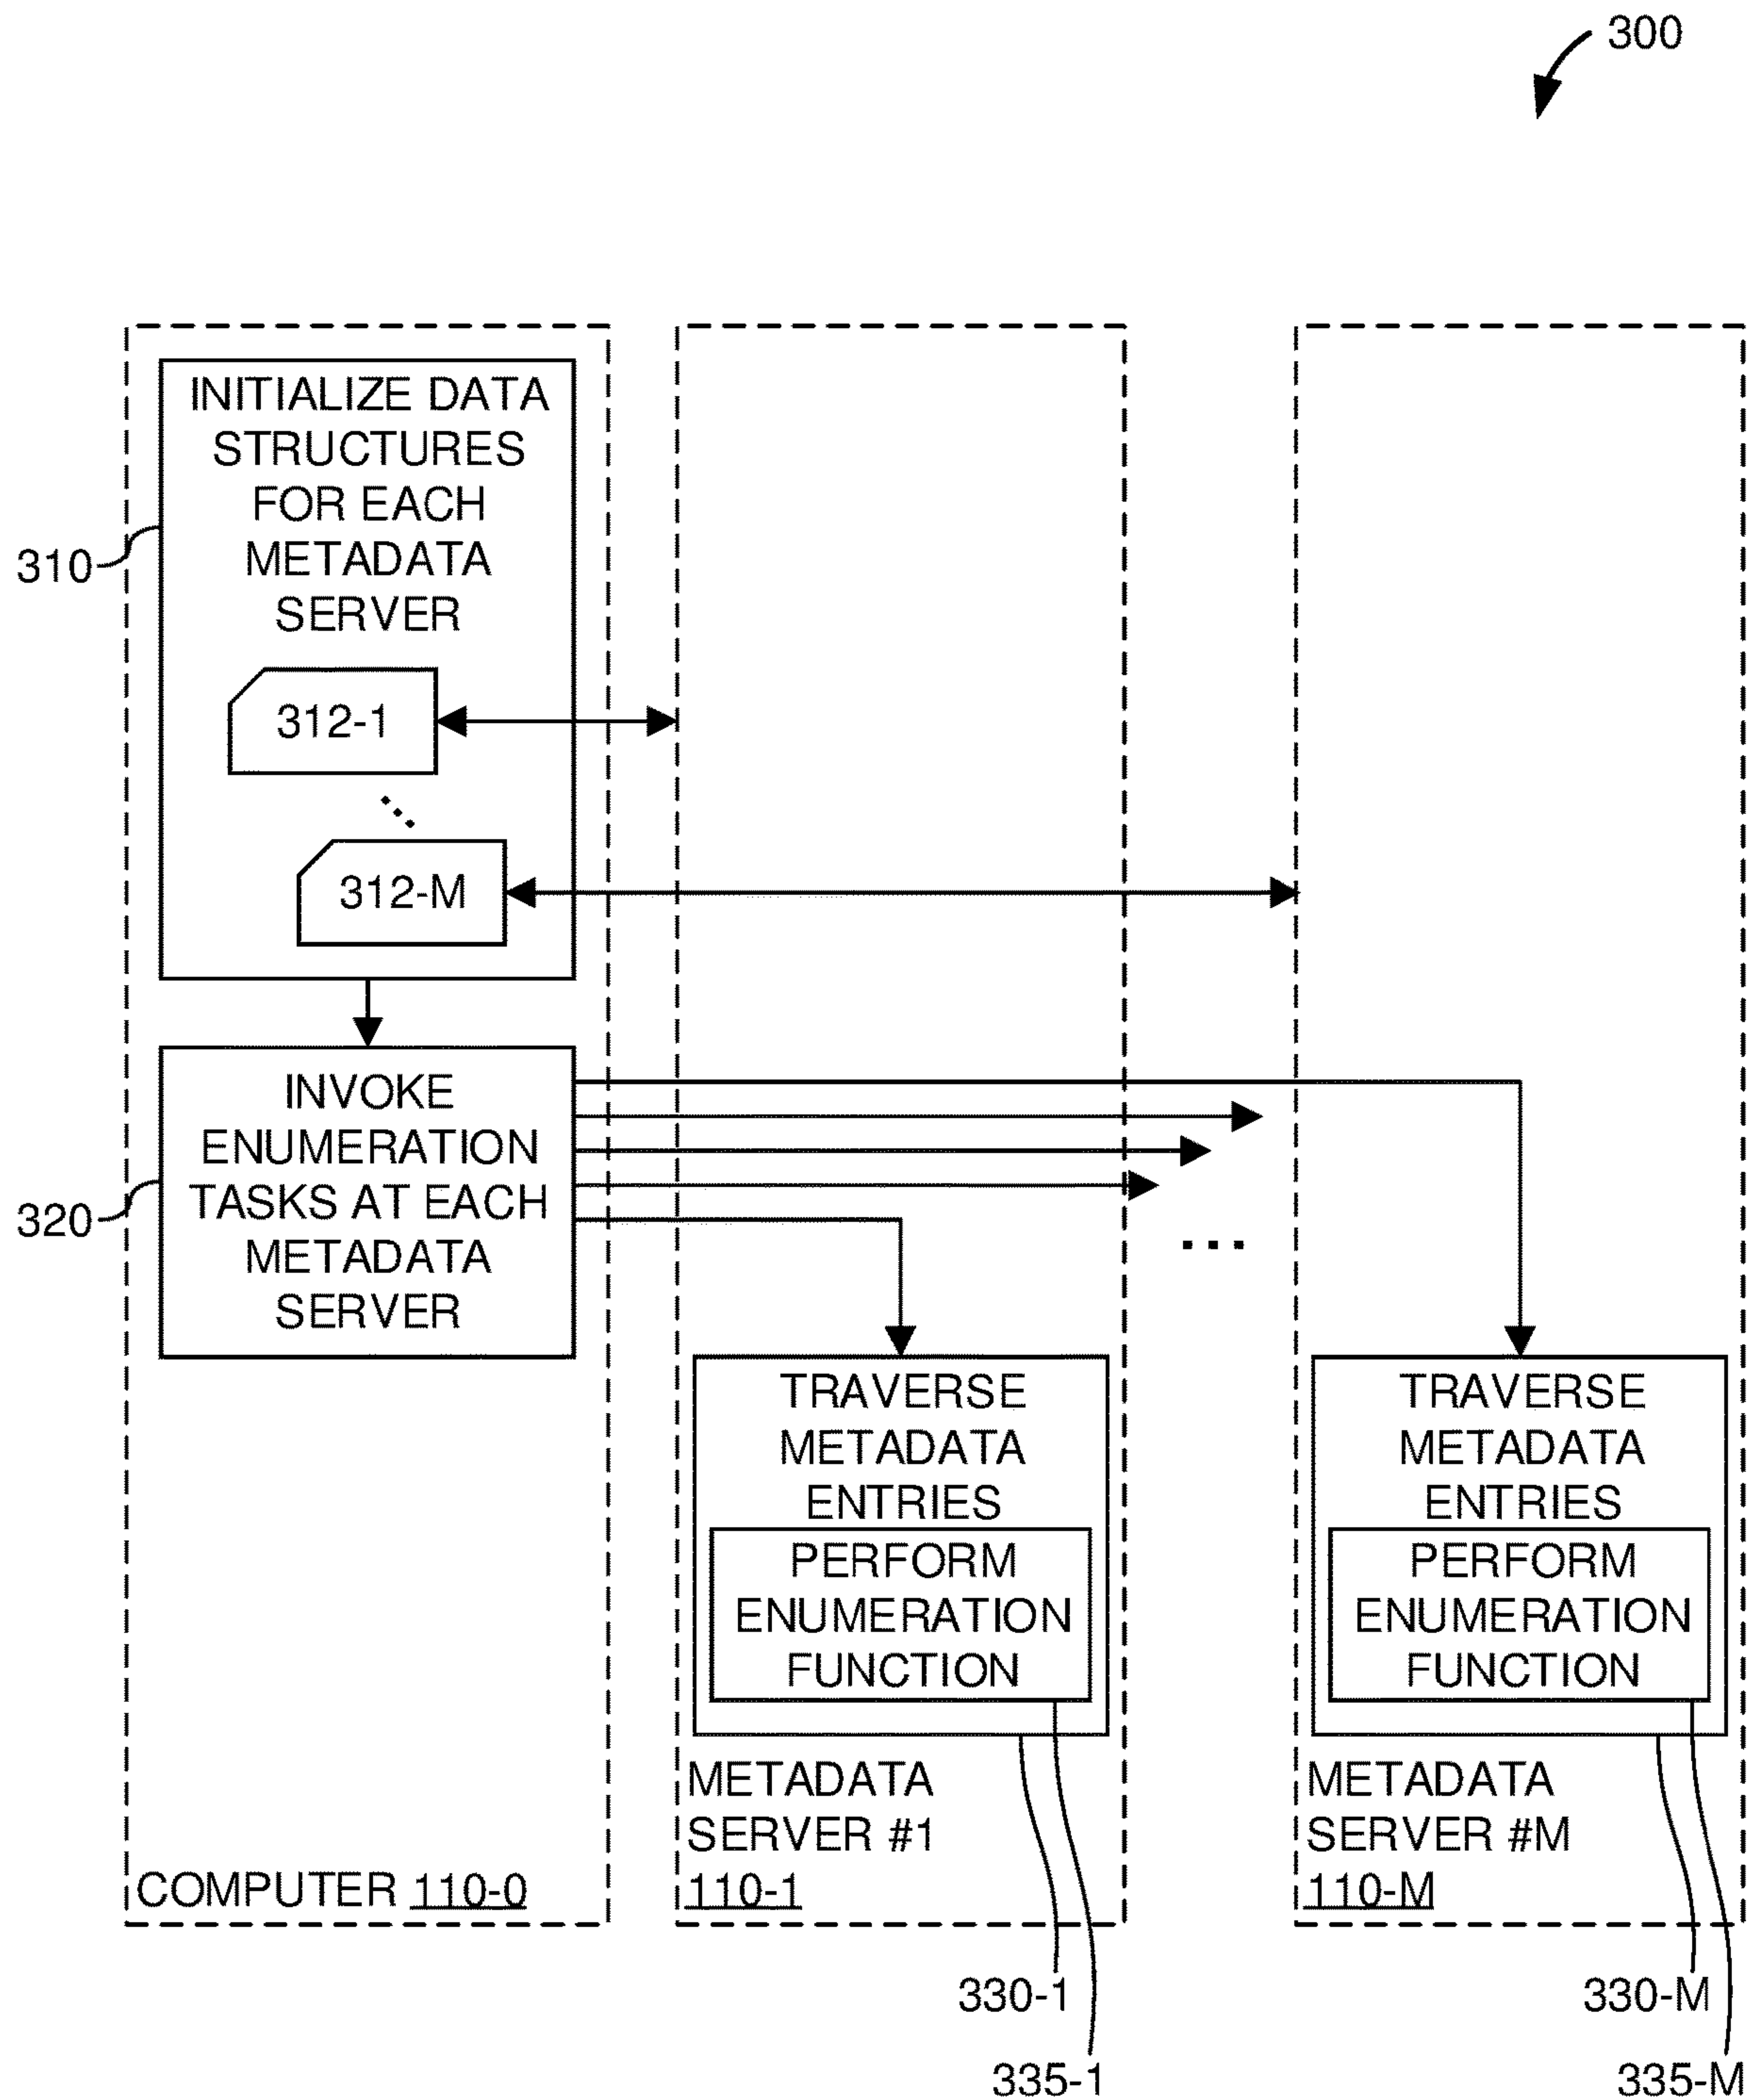 300
INITIALIZE DATA
STRUCTURES
FOR EACH
METADATA
SERVER
310
312-1
312-M
INVOKE
ENUMERATION
TASKS AT EACH
METADATA
SERVER
320
...
TRAVERSE
METADATA
ENTRIES
PERFORM
ENUMERATION
FUNCTION
TRAVERSE
METADATA
ENTRIES
PERFORM
ENUMERATION
FUNCTION
COMPUTER 110-0
METADATA
SERVER #1
110-1
METADATA
SERVER #M
110-M
330-1
335-1
330-M
335-M